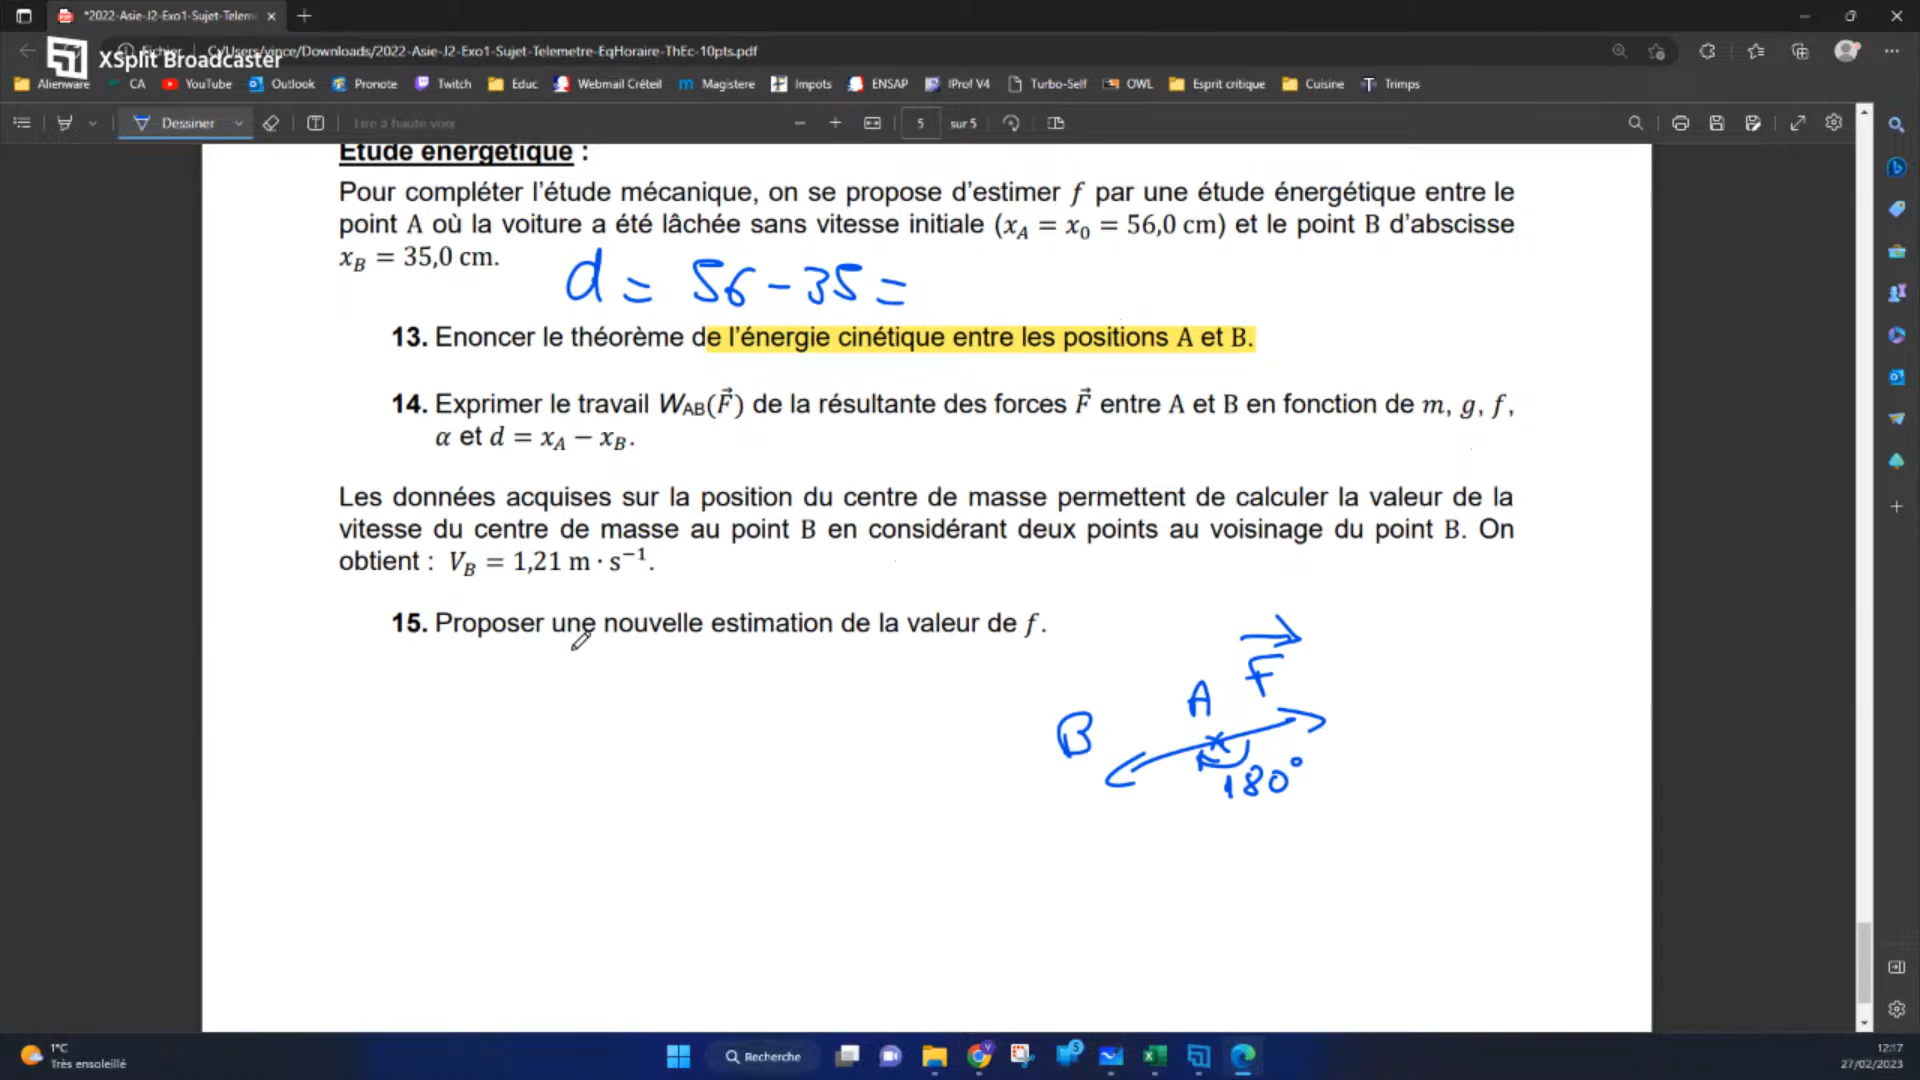 *2022-Asie-J2-Exo1-Sujet-Telem
XSplit Broadcaster
Fichier
C:/Users/vince/Downloads/2022-Asie-J2-Exo1-Sujet-Telemetre-EqHoraire-ThEc-10pts.pdf
Alienware CA YouTube Outlook Pronote Twitch Educ Webmail Créteil Magistere Impots ENSAP IProf V4 Turbo-Self OWL Esprit critique Cuisine Trimps
Dessiner Lire à haute voix 5 sur 5
Etude énergétique :
Pour compléter l'étude mécanique, on se propose d'estimer f par une étude énergétique entre le
point A où la voiture a été lâchée sans vitesse initiale (x_A = x_0 = 56,0 cm) et le point B d'abscisse
x_B = 35,0 cm.
d = 56 - 35 =
13. Enoncer le théorème de l'énergie cinétique entre les positions A et B.
14. Exprimer le travail W_AB(F⃗) de la résultante des forces F⃗ entre A et B en fonction de m, g, f,
α et d = x_A − x_B.
Les données acquises sur la position du centre de masse permettent de calculer la valeur de la
vitesse du centre de masse au point B en considérant deux points au voisinage du point B. On
obtient : V_B = 1,21 m · s⁻¹.
15. Proposer une nouvelle estimation de la valeur de f.
F⃗
A
B
180°
1°C
Très ensoleillé
Recherche
5
12:17
27/02/2023